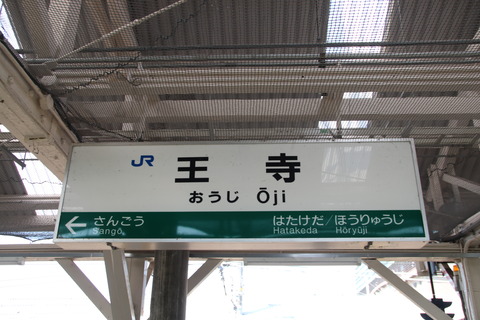 JR 王寺
おうじ Ōji
← さんごう はたけだ/ほうりゅうじ
Sangō Hatakeda Hōryūji